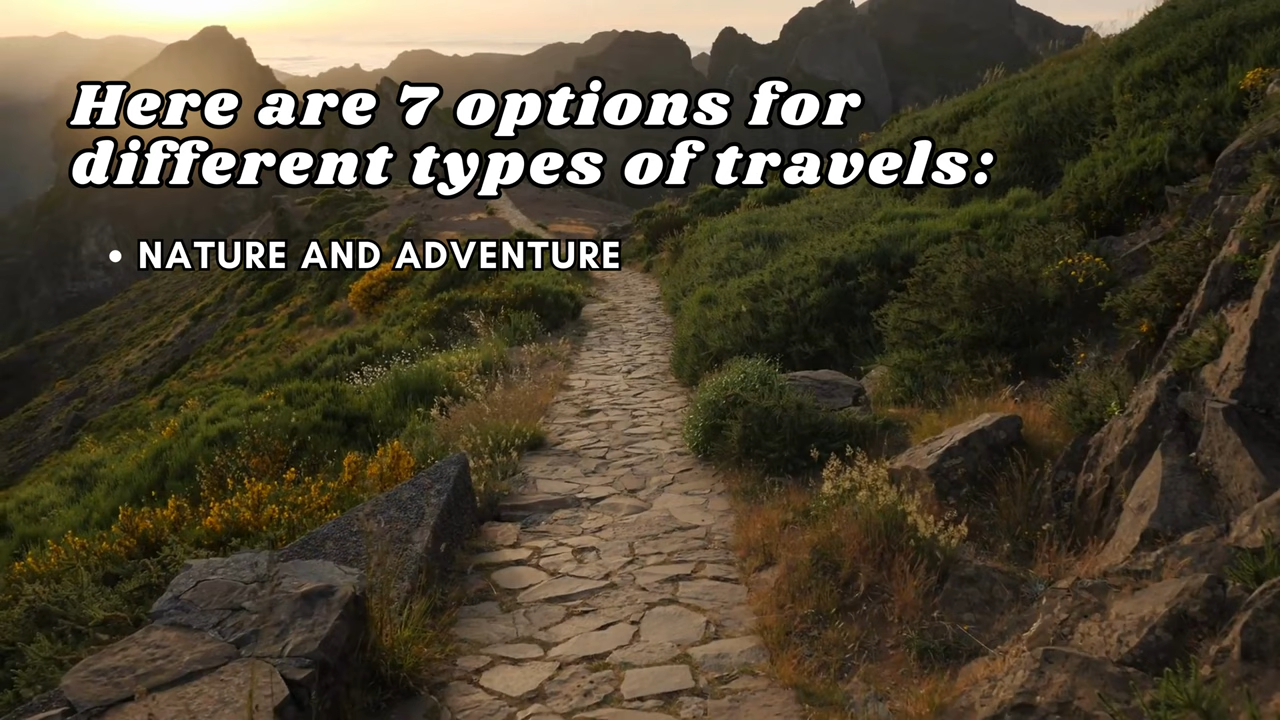 Here are 7 options for
different types of travels:
• NATURE AND ADVENTURE